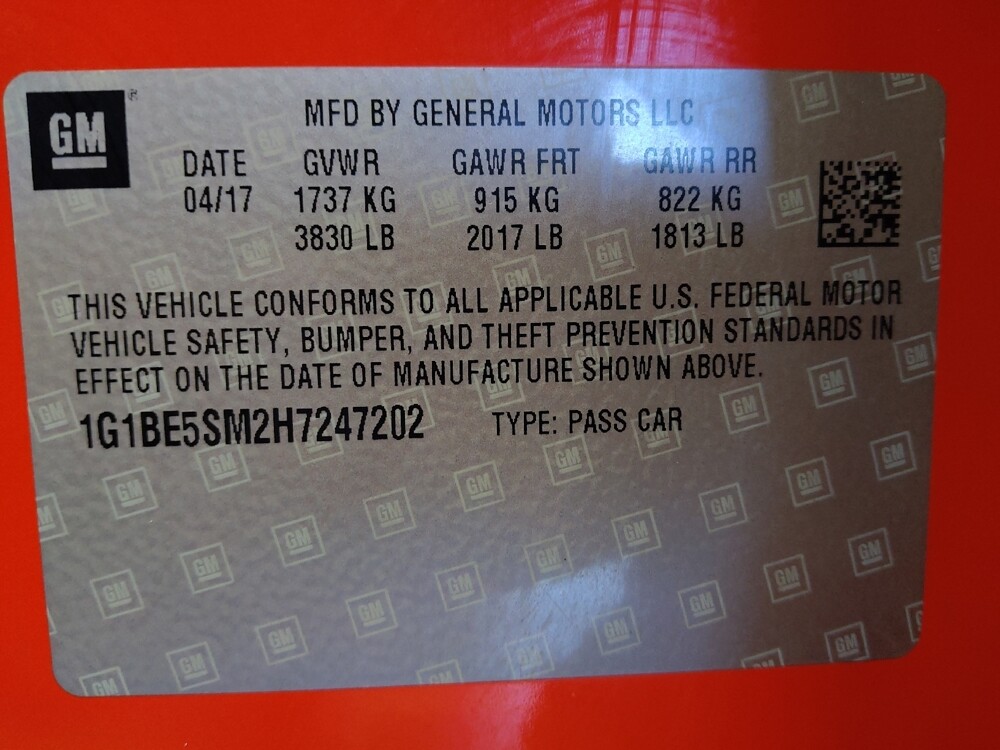 GM
MFD BY GENERAL MOTORS LLC
DATE GVWR GAWR FRT GAWR RR
04/17 1737 KG 915 KG 822 KG
3830 LB 2017 LB 1813 LB
THIS VEHICLE CONFORMS TO ALL APPLICABLE U.S. FEDERAL MOTOR
VEHICLE SAFETY, BUMPER, AND THEFT PREVENTION STANDARDS IN
EFFECT ON THE DATE OF MANUFACTURE SHOWN ABOVE.
1G1BE5SM2H7247202 TYPE: PASS CAR